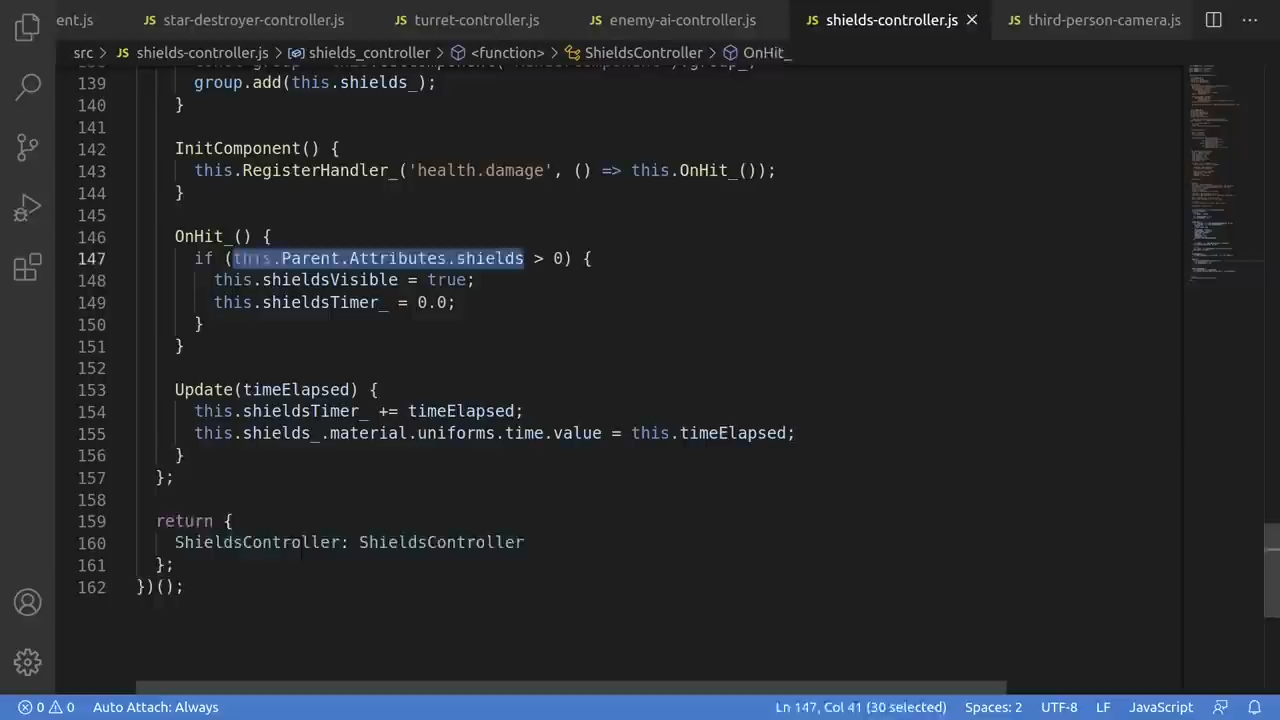 ent.js JS star-destroyer-controller.js JS turret-controller.js JS enemy-ai-controller.js JS shields-controller.js JS third-person-camera.js
src > JS shields-controller.js > shields_controller > <function> > ShieldsController > OnHit_
139 group.add(this.shields_);
140 }
141
142 InitComponent() {
143 this.RegisterHandler_('health.damage', () => this.OnHit_());
144 }
145
146 OnHit_() {
147 if (this.Parent.Attributes.shields > 0) {
148 this.shieldsVisible = true;
149 this.shieldsTimer_ = 0.0;
150 }
151 }
152
153 Update(timeElapsed) {
154 this.shieldsTimer_ += timeElapsed;
155 this.shields_.material.uniforms.time.value = this.timeElapsed;
156 }
157 };
158
159 return {
160 ShieldsController: ShieldsController
161 };
162 })();
0 0 Auto Attach: Always Ln 147, Col 41 (30 selected) Spaces: 2 UTF-8 LF JavaScript